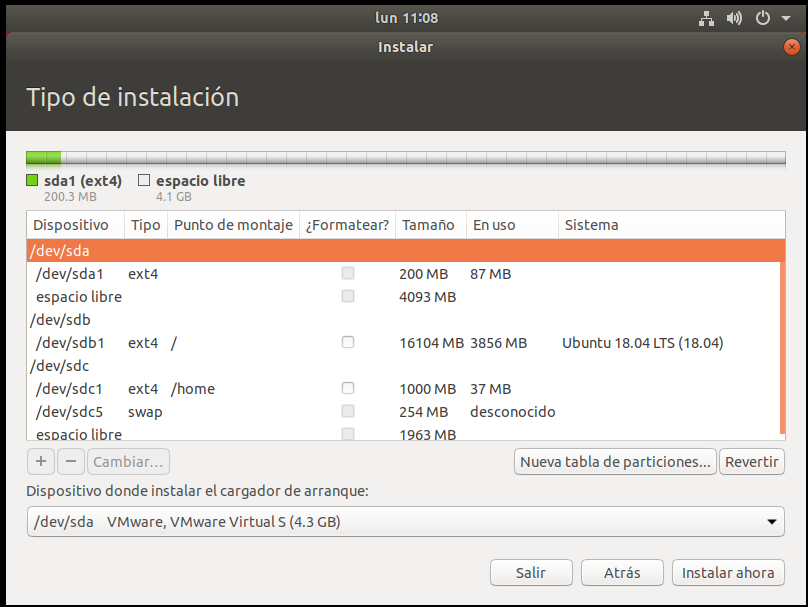 lun 11:08
Instalar
Tipo de instalación
sda1 (ext4) espacio libre
200.3 MB 4.1 GB
Dispositivo Tipo Punto de montaje ¿Formatear? Tamaño En uso Sistema
/dev/sda
/dev/sda1 ext4 200 MB 87 MB
espacio libre 4093 MB
/dev/sdb
/dev/sdb1 ext4 / 16104 MB 3856 MB Ubuntu 18.04 LTS (18.04)
/dev/sdc
/dev/sdc1 ext4 /home 1000 MB 37 MB
/dev/sdc5 swap 254 MB desconocido
espacio libre 1963 MB
+ − Cambiar... Nueva tabla de particiones... Revertir
Dispositivo donde instalar el cargador de arranque:
/dev/sda VMware, VMware Virtual S (4.3 GB)
Salir Atrás Instalar ahora